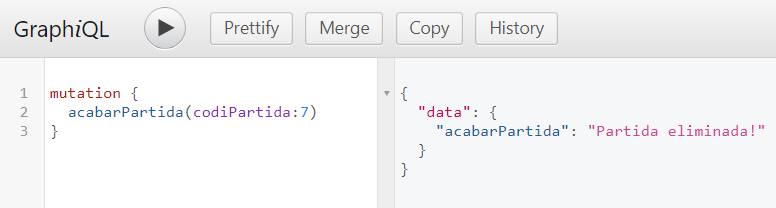 GraphiQL
Prettify
Merge
Copy
History
1 mutation {
2 acabarPartida(codiPartida:7)
3 }
{
"data": {
"acabarPartida": "Partida eliminada!"
}
}